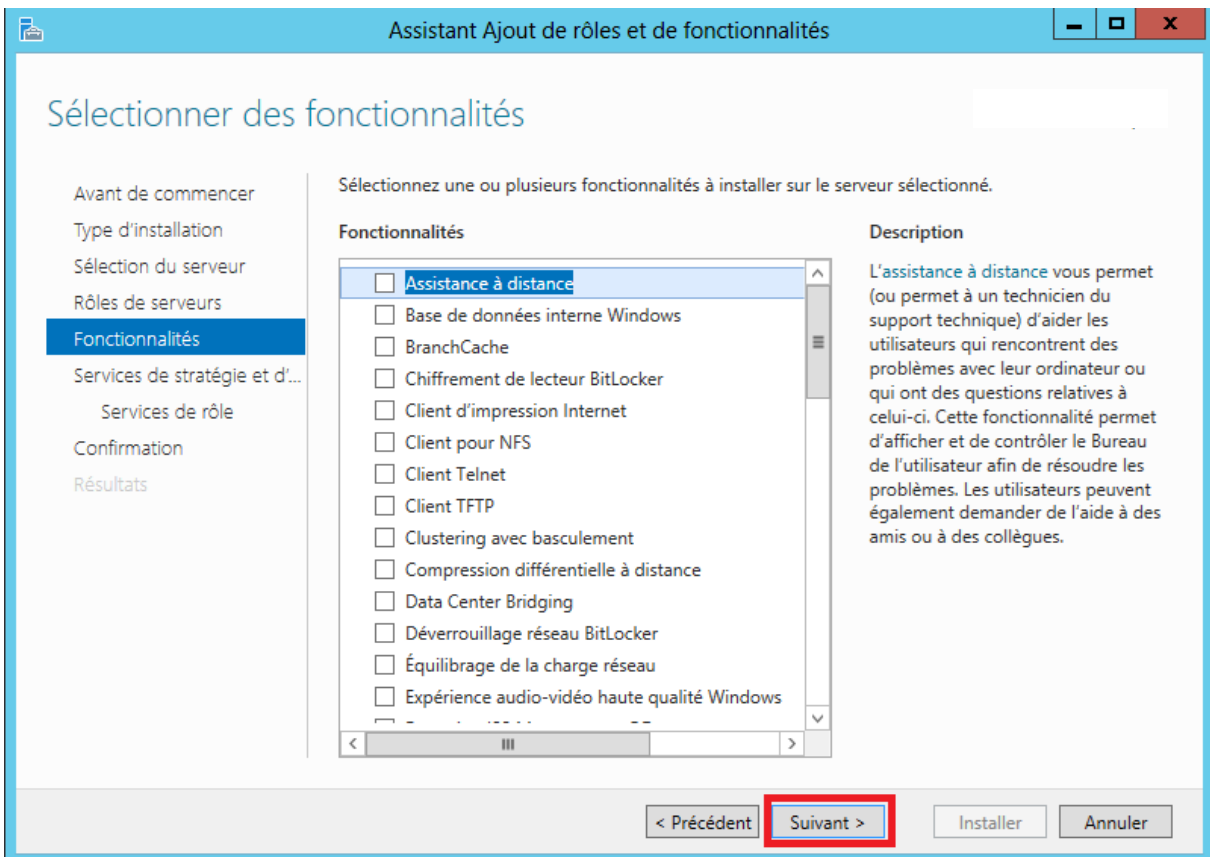 Assistant Ajout de rôles et de fonctionnalités
Sélectionner des fonctionnalités
Avant de commencer
Type d'installation
Sélection du serveur
Rôles de serveurs
Fonctionnalités
Services de stratégie et d'...
Services de rôle
Confirmation
Résultats
Sélectionnez une ou plusieurs fonctionnalités à installer sur le serveur sélectionné.
Fonctionnalités
Assistance à distance
Base de données interne Windows
BranchCache
Chiffrement de lecteur BitLocker
Client d'impression Internet
Client pour NFS
Client Telnet
Client TFTP
Clustering avec basculement
Compression différentielle à distance
Data Center Bridging
Déverrouillage réseau BitLocker
Équilibrage de la charge réseau
Expérience audio-vidéo haute qualité Windows
Description
L'assistance à distance vous permet
(ou permet à un technicien du
support technique) d'aider les
utilisateurs qui rencontrent des
problèmes avec leur ordinateur ou
qui ont des questions relatives à
celui-ci. Cette fonctionnalité permet
d'afficher et de contrôler le Bureau
de l'utilisateur afin de résoudre les
problèmes. Les utilisateurs peuvent
également demander de l'aide à des
amis ou à des collègues.
< Précédent
Suivant >
Installer
Annuler